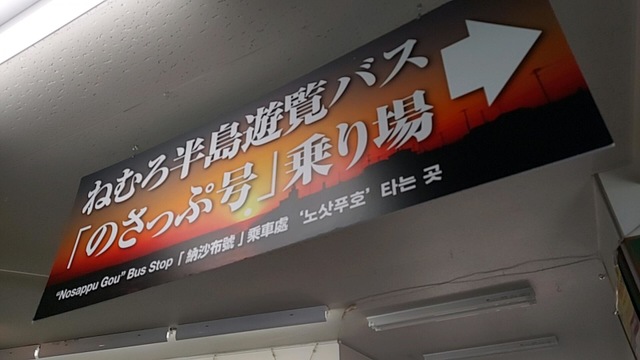 ねむろ半島遊覧バス
「のさっぷ号」乗り場
"Nosappu Gou" Bus Stop「納沙布號」乗車處 '노삿푸호' 타는 곳